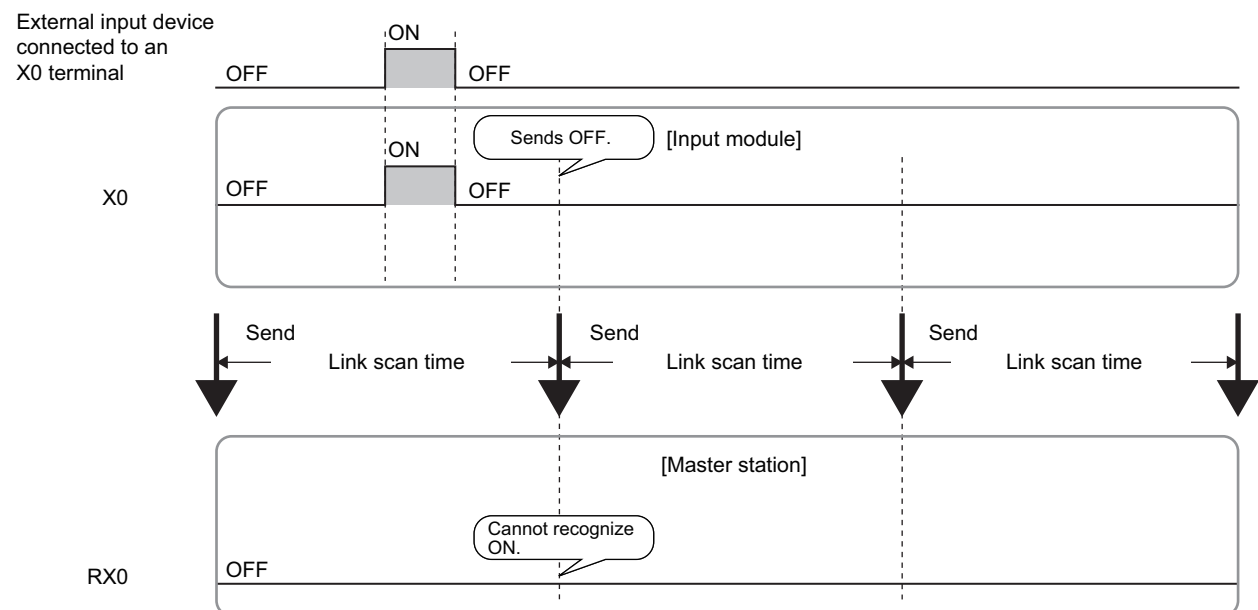 External input device
connected to an
X0 terminal
OFF
ON
OFF
X0
OFF
ON
OFF
Sends OFF.
[Input module]
Send
Send
Send
Link scan time
Link scan time
Link scan time
[Master station]
Cannot recognize
ON.
RX0
OFF